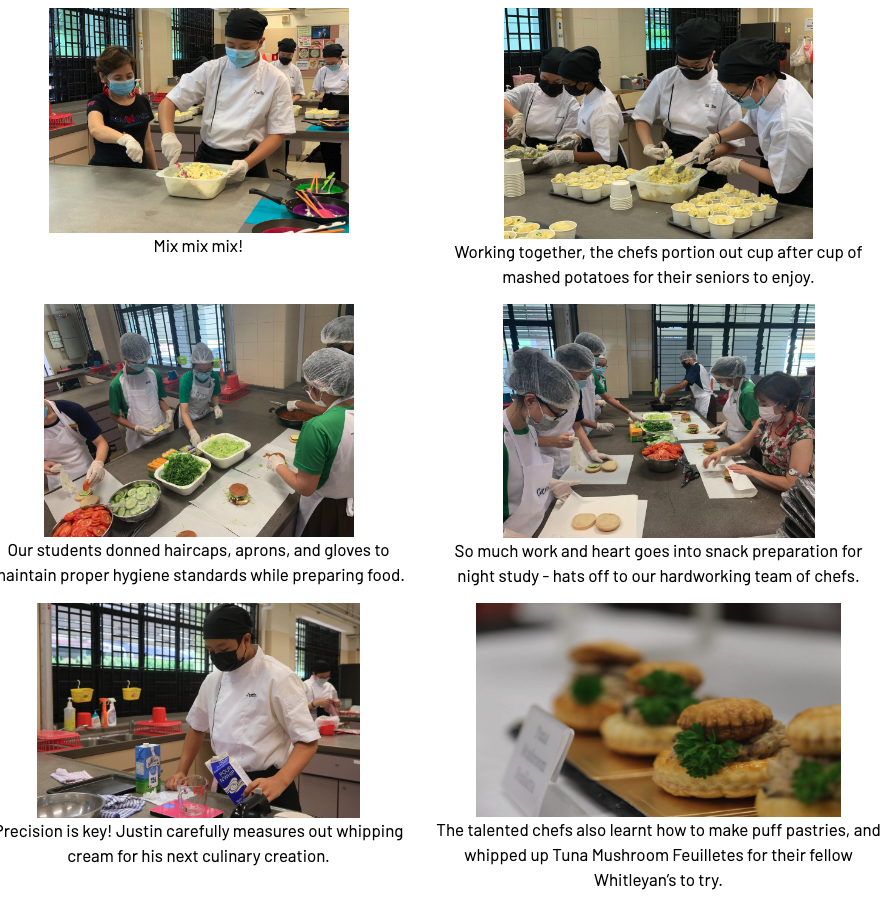 Mix mix mix!
Working together, the chefs portion out cup after cup of
mashed potatoes for their seniors to enjoy.
Our students donned haircaps, aprons, and gloves to
maintain proper hygiene standards while preparing food.
So much work and heart goes into snack preparation for
night study - hats off to our hardworking team of chefs.
Precision is key! Justin carefully measures out whipping
cream for his next culinary creation.
The talented chefs also learnt how to make puff pastries, and
whipped up Tuna Mushroom Feuilletes for their fellow
Whitleyan's to try.